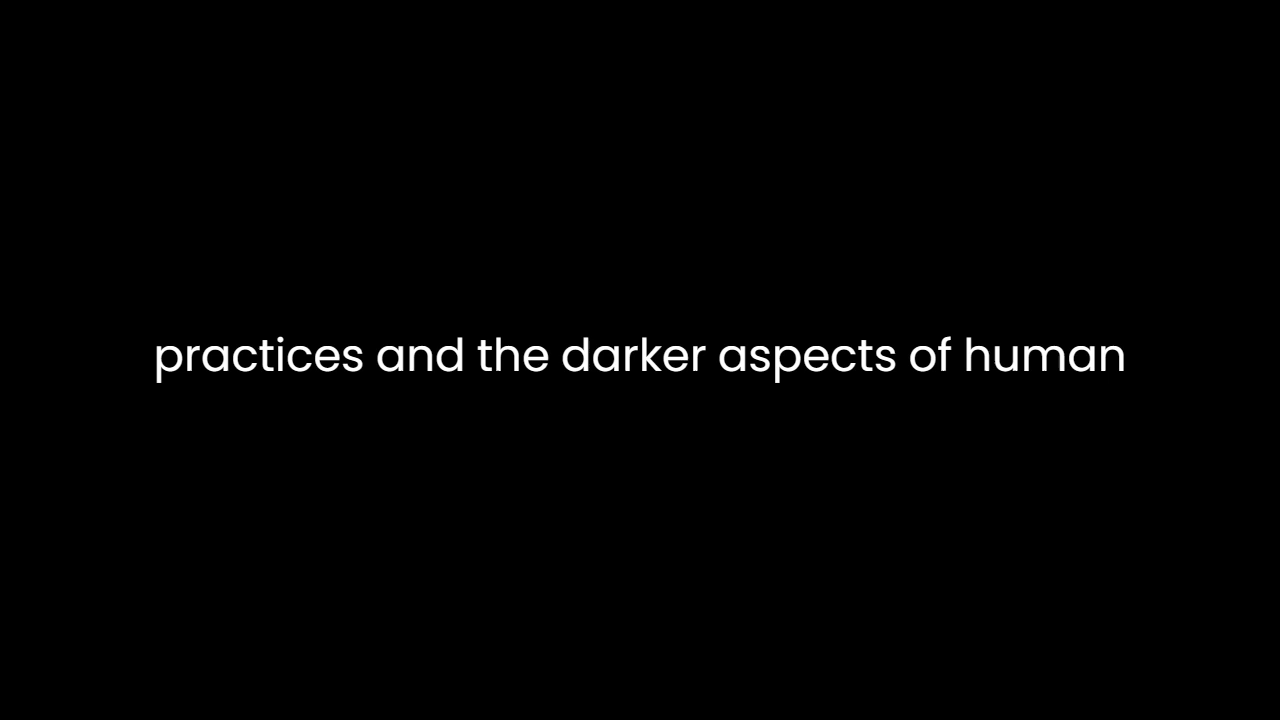 practices and the darker aspects of human